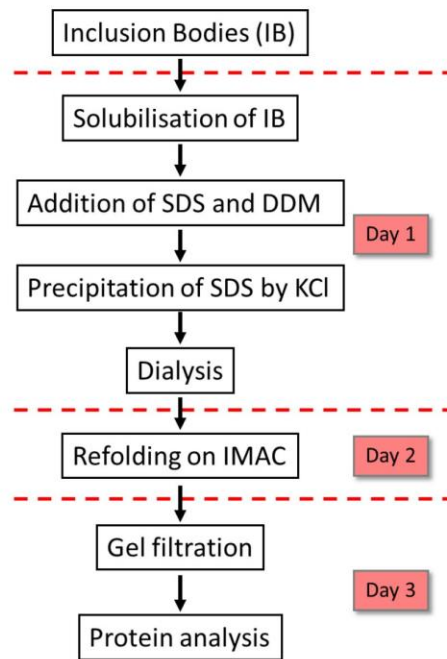 Inclusion Bodies (IB)
Solubilisation of IB
Addition of SDS and DDM
Day 1
Precipitation of SDS by KCl
Dialysis
Refolding on IMAC
Day 2
Gel filtration
Day 3
Protein analysis